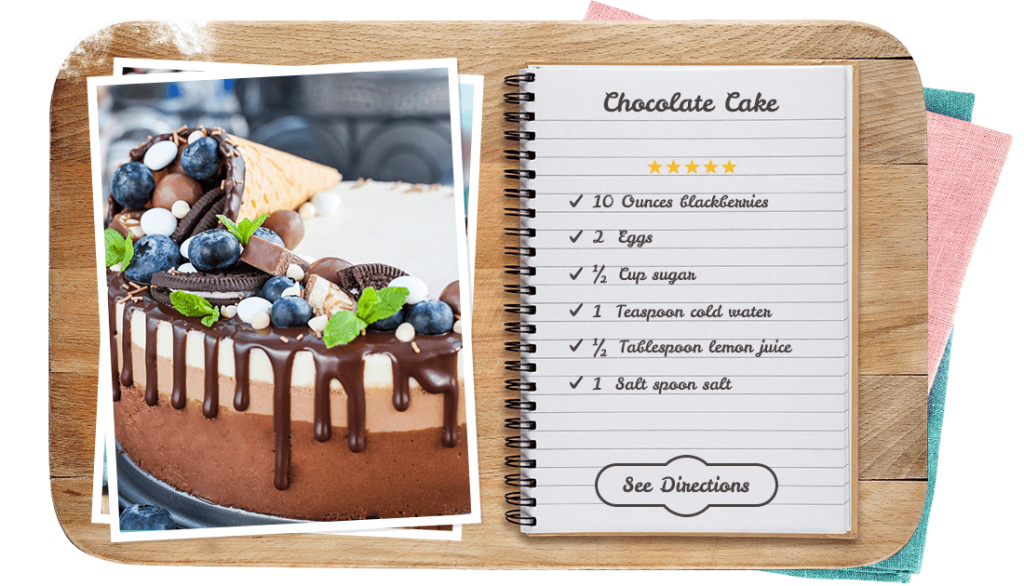 Chocolate Cake
10 Ounces blackberries
2 Eggs
½ Cup sugar
1 Teaspoon cold water
½ Tablespoon lemon juice
1 Salt spoon salt
See Directions